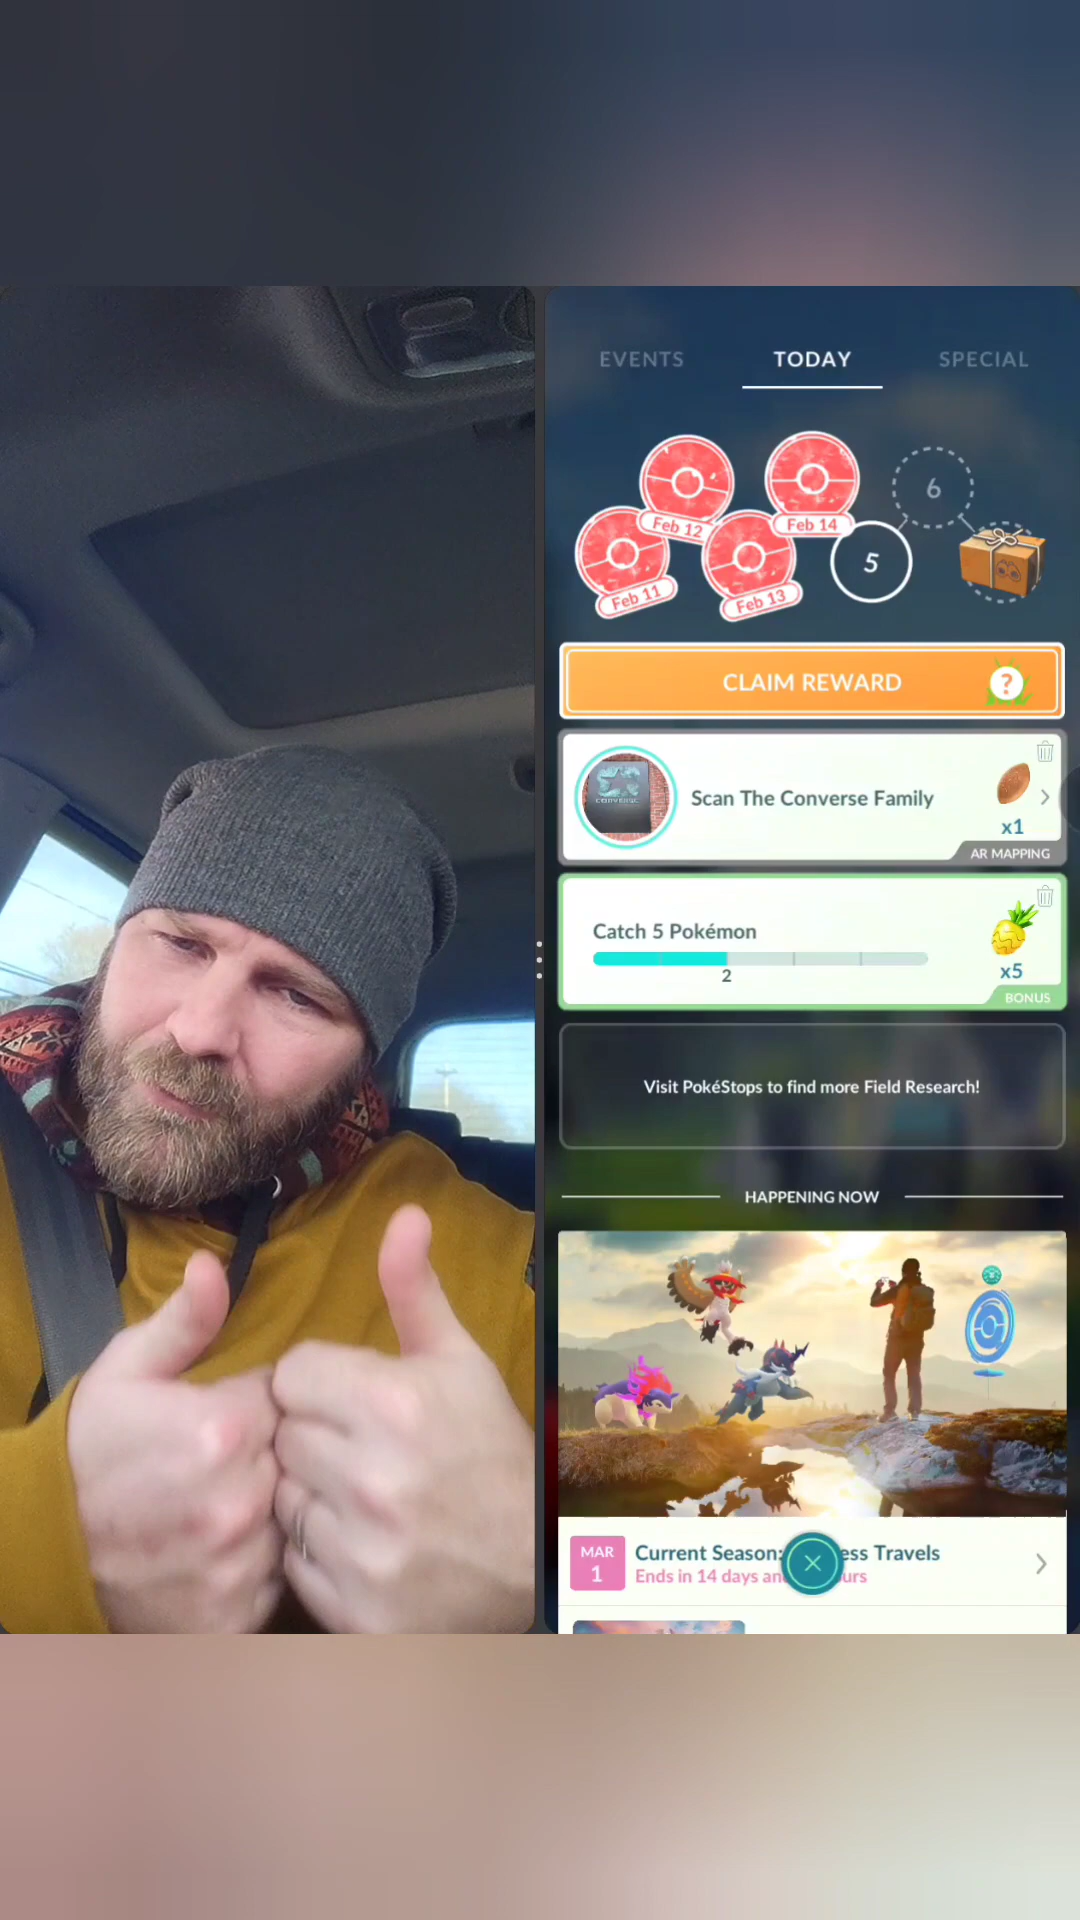 EVENTS
TODAY
SPECIAL
6
Feb 12
Feb 14
5
Feb 11
Feb 13
CLAIM REWARD
?
CONVERSE
Scan The Converse Family
x1
AR MAPPING
Catch 5 Pokémon
2
x5
BONUS
Visit PokéStops to find more Field Research!
HAPPENING NOW
MAR
1
Current Season: ess Travels
Ends in 14 days an urs